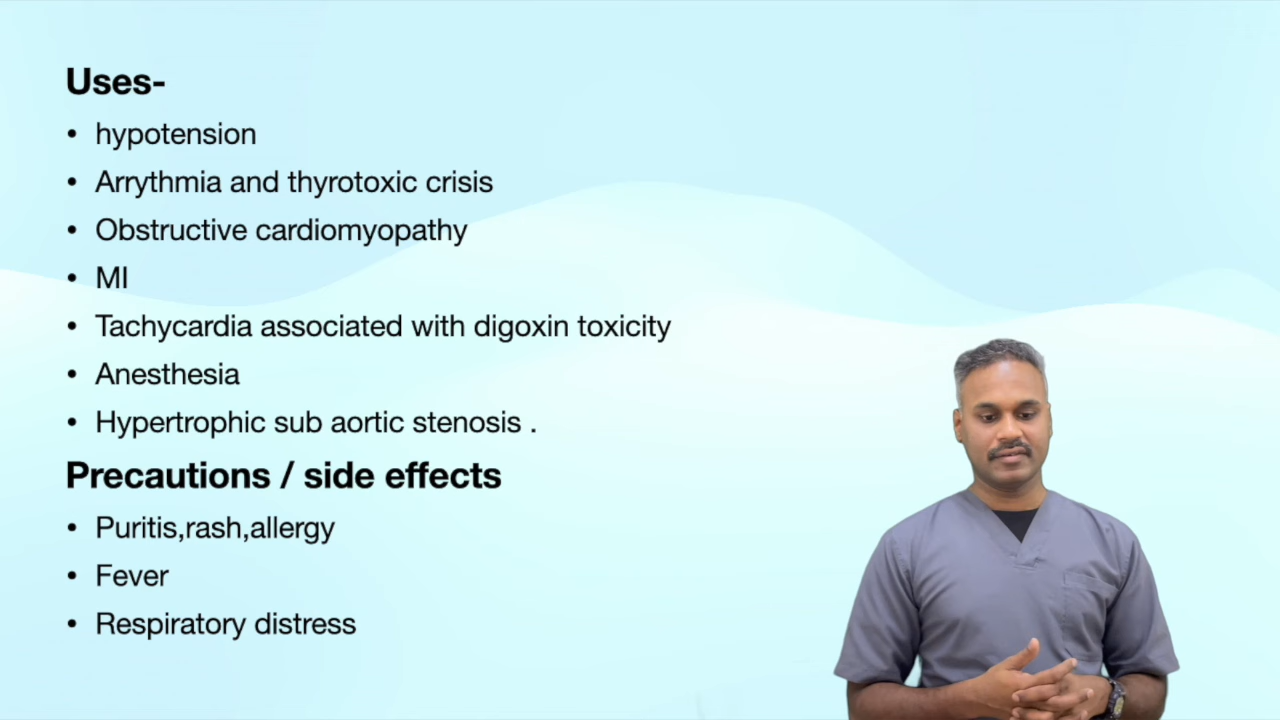 Uses-
• hypotension
• Arrythmia and thyrotoxic crisis
• Obstructive cardiomyopathy
• MI
• Tachycardia associated with digoxin toxicity
• Anesthesia
• Hypertrophic sub aortic stenosis .
Precautions / side effects
• Puritis,rash,allergy
• Fever
• Respiratory distress